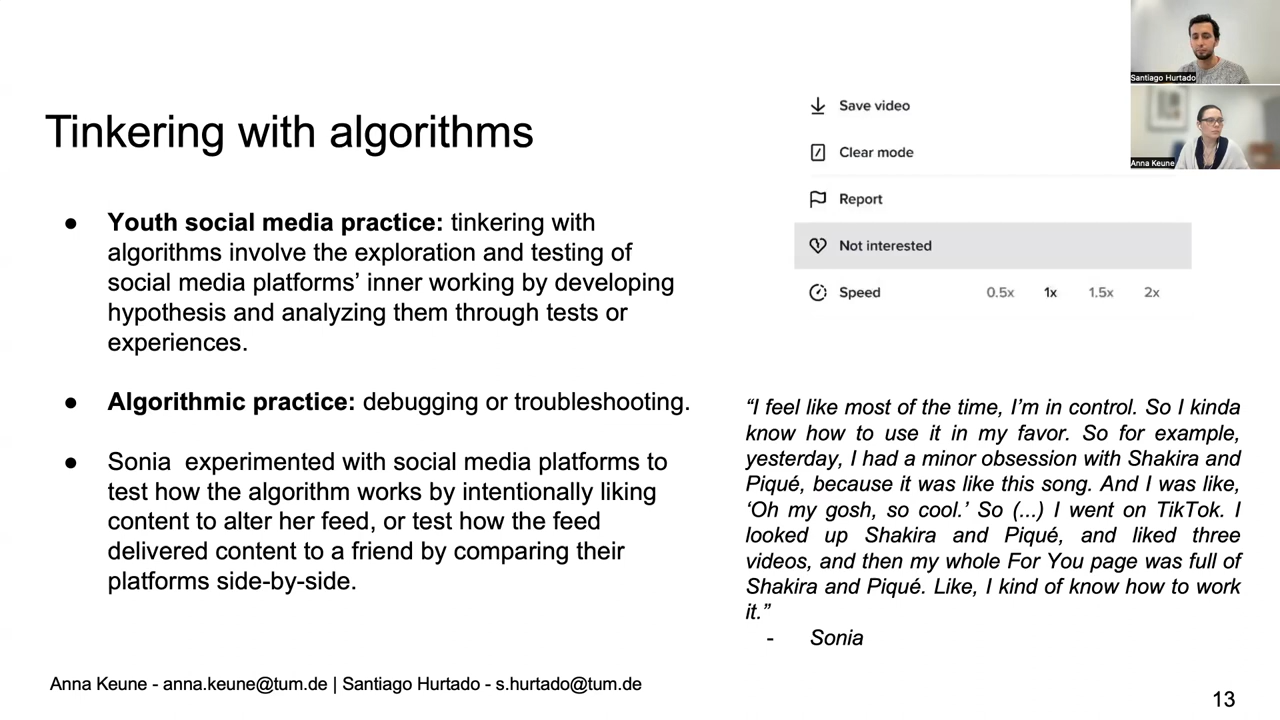 Santiago Hurtado
Anna Keune
Tinkering with algorithms
● Youth social media practice: tinkering with
algorithms involve the exploration and testing of
social media platforms’ inner working by developing
hypothesis and analyzing them through tests or
experiences.
● Algorithmic practice: debugging or troubleshooting.
● Sonia experimented with social media platforms to
test how the algorithm works by intentionally liking
content to alter her feed, or test how the feed
delivered content to a friend by comparing their
platforms side-by-side.
Save video
Clear mode
Report
Not interested
Speed 0.5x 1x 1.5x 2x
“I feel like most of the time, I’m in control. So I kinda
know how to use it in my favor. So for example,
yesterday, I had a minor obsession with Shakira and
Piqué, because it was like this song. And I was like,
‘Oh my gosh, so cool.’ So (...) I went on TikTok. I
looked up Shakira and Piqué, and liked three
videos, and then my whole For You page was full of
Shakira and Piqué. Like, I kind of know how to work
it.”
- Sonia
Anna Keune - anna.keune@tum.de | Santiago Hurtado - s.hurtado@tum.de
13